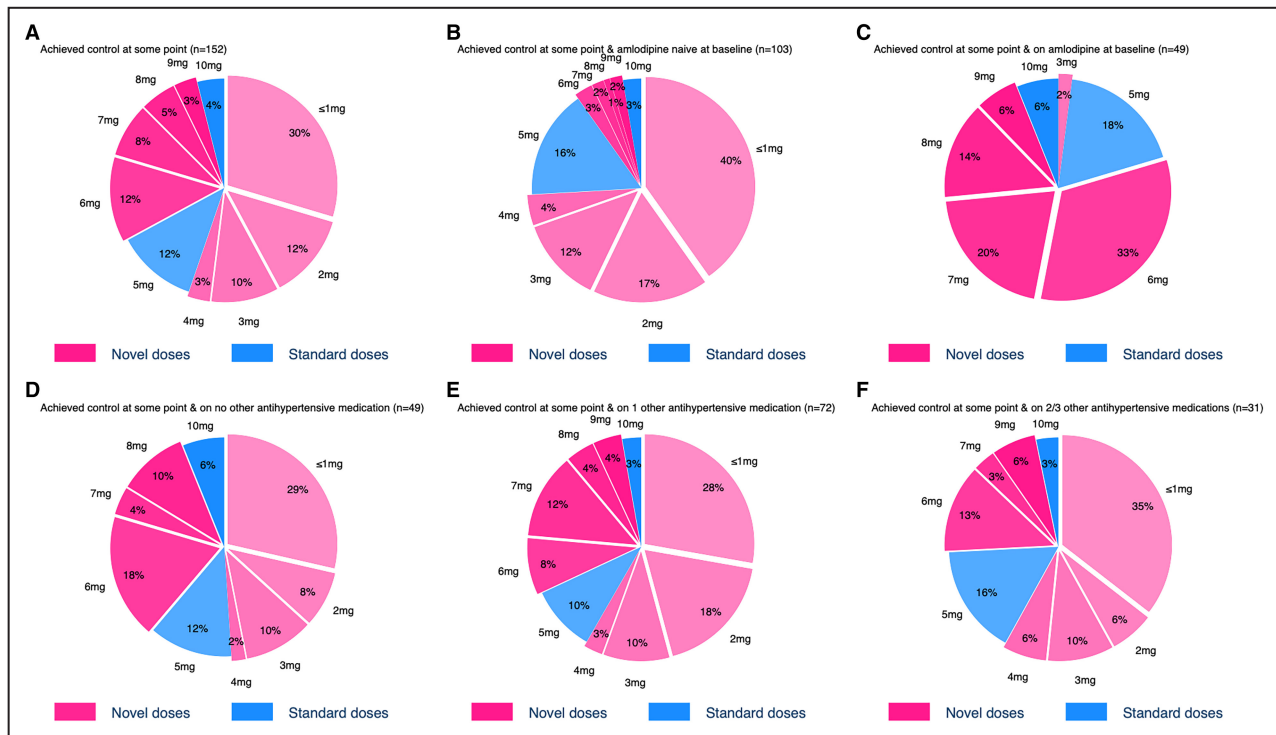 A
Achieved control at some point (n=152)
9mg
10mg
8mg
3%
4%
≤1mg
5%
30%
7mg
8%
6mg
12%
12%
12%
2mg
5mg
3%
10%
4mg
3mg
Novel doses
Standard doses
B
Achieved control at some point & amlodipine naive at baseline (n=103)
9mg
8mg
10mg
7mg
6mg
2%
2%
3%
1%
3%
5mg
16%
40%
≤1mg
4mg
4%
12%
3mg
17%
2mg
Novel doses
Standard doses
C
Achieved control at some point & on amlodipine at baseline (n=49)
3mg
10mg
9mg
5mg
2%
6%
6%
18%
8mg
14%
20%
33%
7mg
6mg
Novel doses
Standard doses
D
Achieved control at some point & on no other antihypertensive medication (n=49)
10mg
8mg
≤1mg
6%
10%
29%
7mg
4%
18%
6mg
8%
2mg
12%
2%
10%
5mg
3mg
4mg
Novel doses
Standard doses
E
Achieved control at some point & on 1 other antihypertensive medication (n=72)
9mg
10mg
8mg
4%
3%
≤1mg
4%
28%
7mg
12%
6mg
8%
10%
18%
5mg
3%
10%
2mg
4mg
3mg
Novel doses
Standard doses
F
Achieved control at some point & on 2/3 other antihypertensive medications (n=31)
9mg
10mg
7mg
6%
3%
3%
≤1mg
6mg
13%
35%
16%
5mg
6%
6%
10%
2mg
4mg
3mg
Novel doses
Standard doses